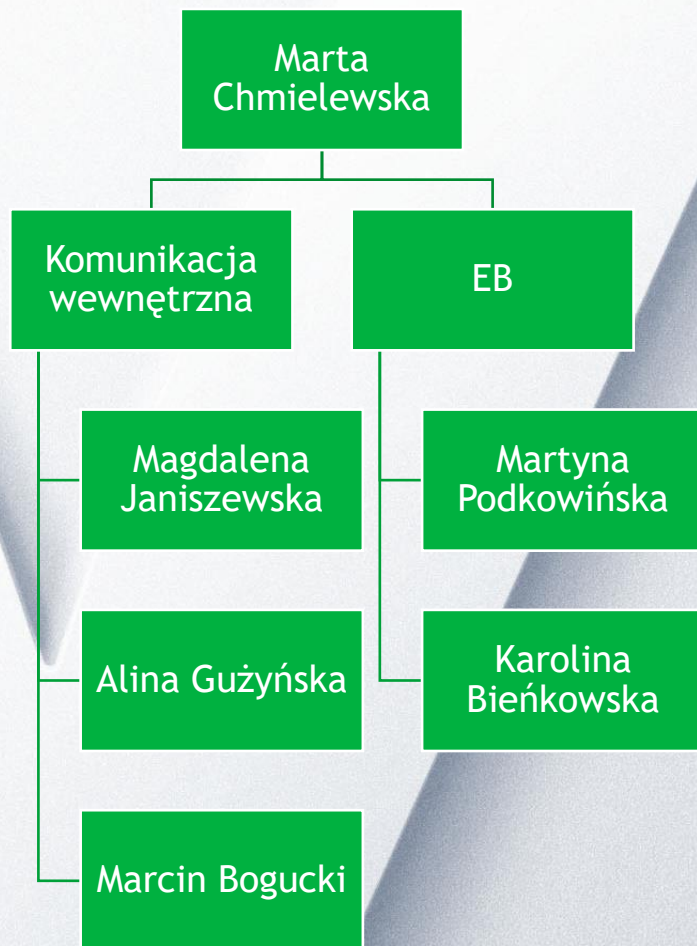 Marta
Chmielewska
Komunikacja
wewnętrzna
EB
Magdalena
Janiszewska
Martyna
Podkowińska
Alina Gużyńska
Karolina
Bieńkowska
Marcin Bogucki